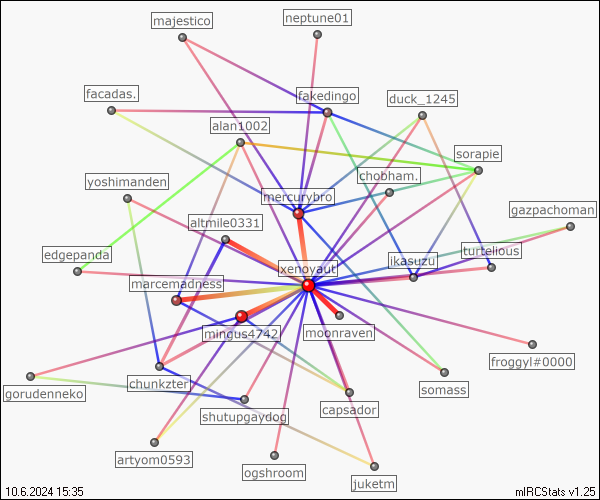 majestico
neptune01
facadas.
fakedingo
duck_1245
alan1002
sorapie
yoshimanden
chobham.
mercurybro
altmile0331
gazpachoman
edgepanda
xenoyaut
jkasuzu
turtelious
marcemadness
mingus4742
moonraven
froggyl#0000
gorudenneko
chunkzter
somass
shutupgaydog
capsador
artyom0593
ogshroom
juketm
10.6.2024 15:35
mIRCStats v1.25